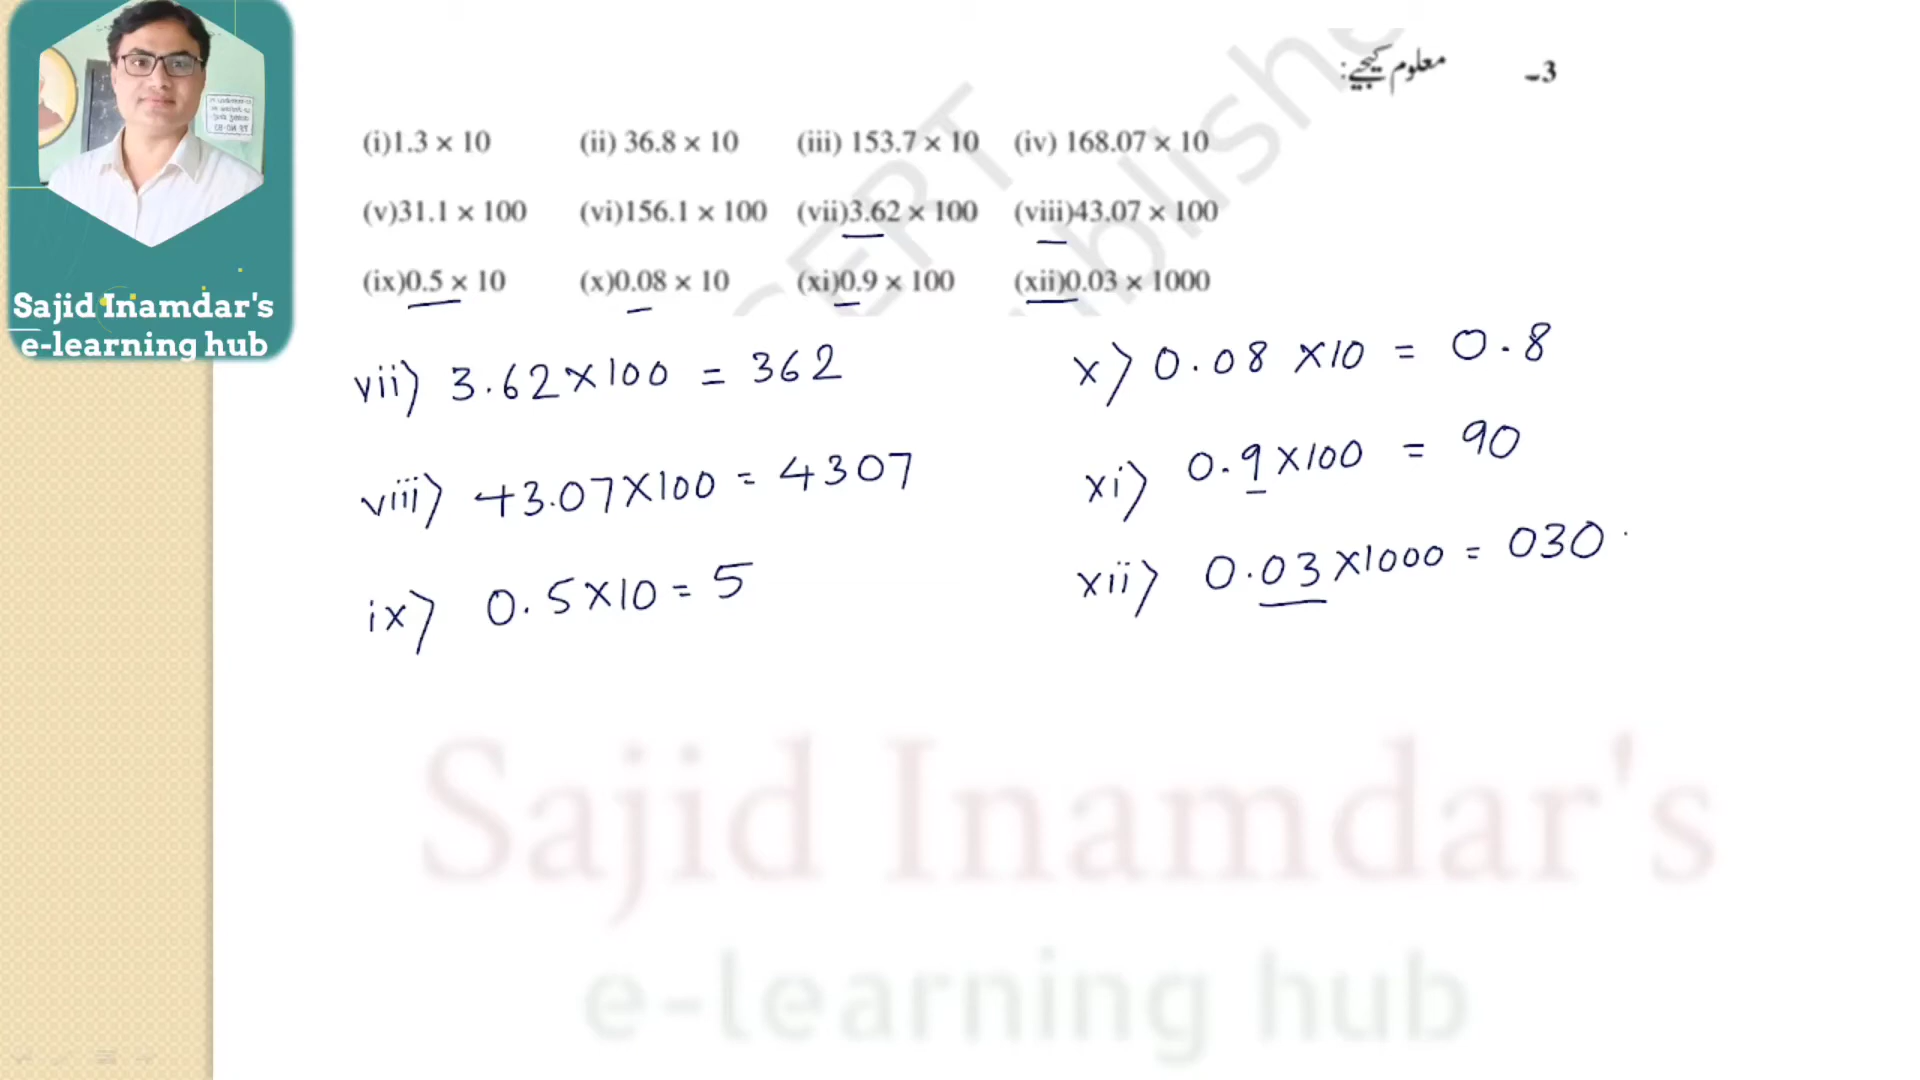 3- معلوم کیجیے:
(i)1.3 × 10 (ii) 36.8 × 10 (iii) 153.7 × 10 (iv) 168.07 × 10
(v)31.1 × 100 (vi)156.1 × 100 (vii)3.62 × 100 (viii)43.07 × 100
(ix)0.5 × 10 (x)0.08 × 10 (xi)0.9 × 100 (xii)0.03 × 1000
Sajid Inamdar's
e-learning hub
vii) 3.62 × 100 = 362
viii) 43.07 × 100 = 4307
ix) 0.5 × 10 = 5
x) 0.08 × 10 = 0.8
xi) 0.9 × 100 = 90
xii) 0.03 × 1000 = 030.
Sajid Inamdar's
e-learning hub